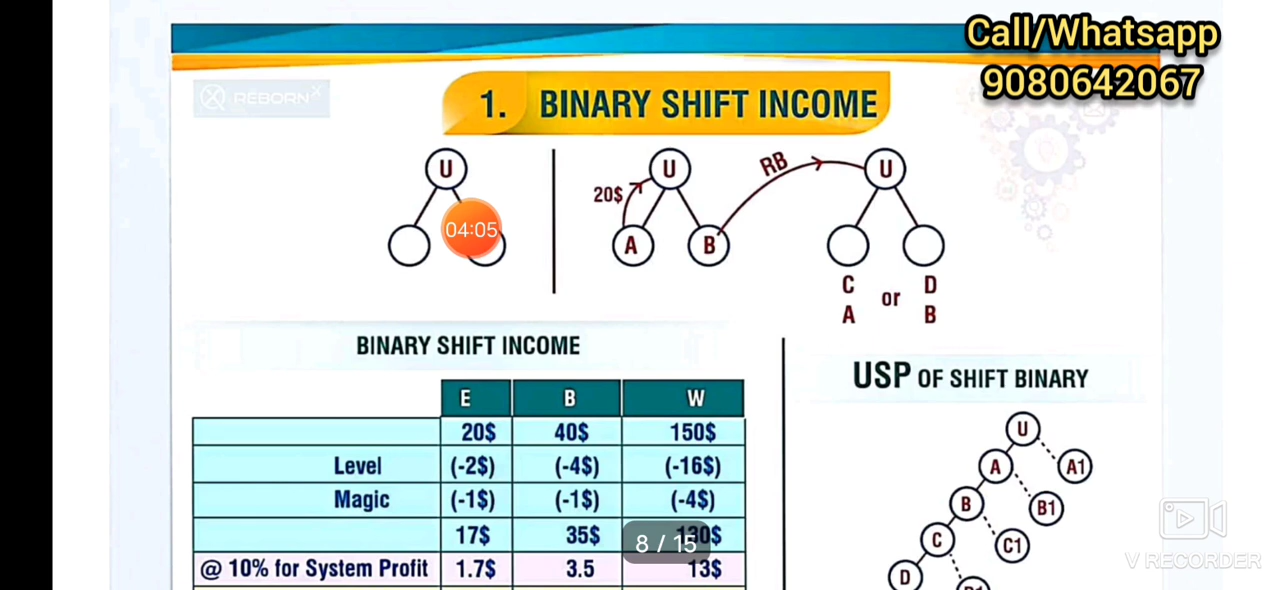 Call/Whatsapp
9080642067
REBORNX
1. BINARY SHIFT INCOME
U
04:05
20$
U
A
B
RB
U
C or D
A B
BINARY SHIFT INCOME
E B W
20$ 40$ 150$
Level (-2$) (-4$) (-16$)
Magic (-1$) (-1$) (-4$)
17$ 35$ 130$
8 / 15
@ 10% for System Profit 1.7$ 3.5 13$
USP OF SHIFT BINARY
U
A A1
B B1
C C1
D
V RECORDER